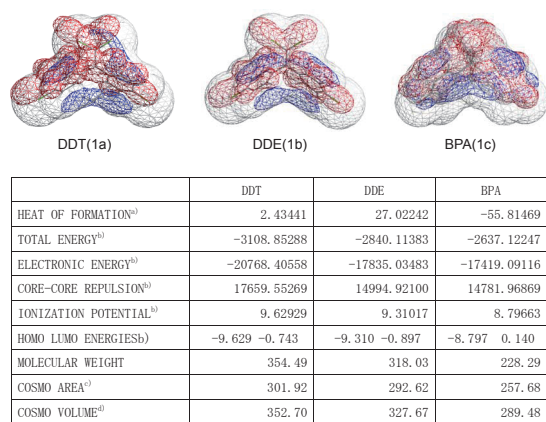 DDT(1a) DDE(1b) BPA(1c)
DDT DDE BPA
HEAT OF FORMATIONa) 2.43441 27.02242 -55.81469
TOTAL ENERGYb) -3108.85288 -2840.11383 -2637.12247
ELECTRONIC ENERGYb) -20768.40558 -17835.03483 -17419.09116
CORE-CORE REPULSIONb) 17659.55269 14994.92100 14781.96869
IONIZATION POTENTIALb) 9.62929 9.31017 8.79663
HOMO LUMO ENERGIESb) -9.629 -0.743 -9.310 -0.897 -8.797 0.140
MOLECULAR WEIGHT 354.49 318.03 228.29
COSMO AREAc) 301.92 292.62 257.68
COSMO VOLUMEd) 352.70 327.67 289.48